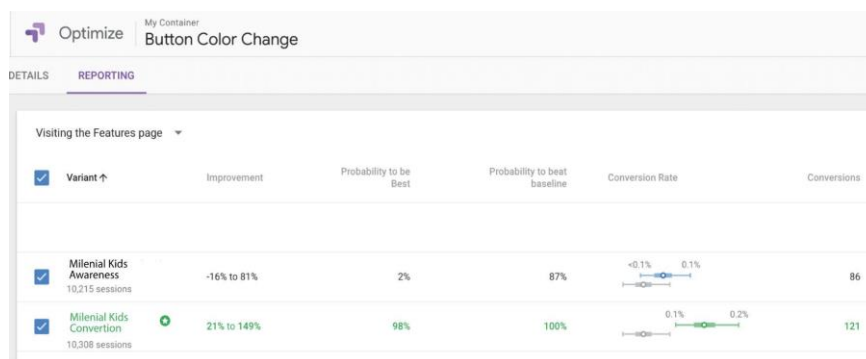 Optimize
My Container
Button Color Change
DETAILS REPORTING
Visiting the Features page
Variant Improvement Probability to be Best Probability to beat baseline Conversion Rate Conversions
Milenial Kids
Awareness
10,215 sessions
-16% to 81% 2% 87% <0.1% 0.1% 86
Milenial Kids
Convertion
10,308 sessions
21% to 149% 98% 100% 0.1% 0.2% 121